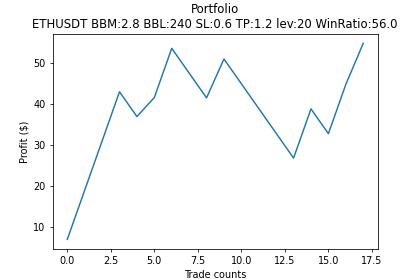 Portfolio
ETHUSDT BBM:2.8 BBL:240 SL:0.6 TP:1.2 lev:20 WinRatio:56.0
50
40
30
20
10
Profit ($)
0.0 2.5 5.0 7.5 10.0 12.5 15.0 17.5
Trade counts